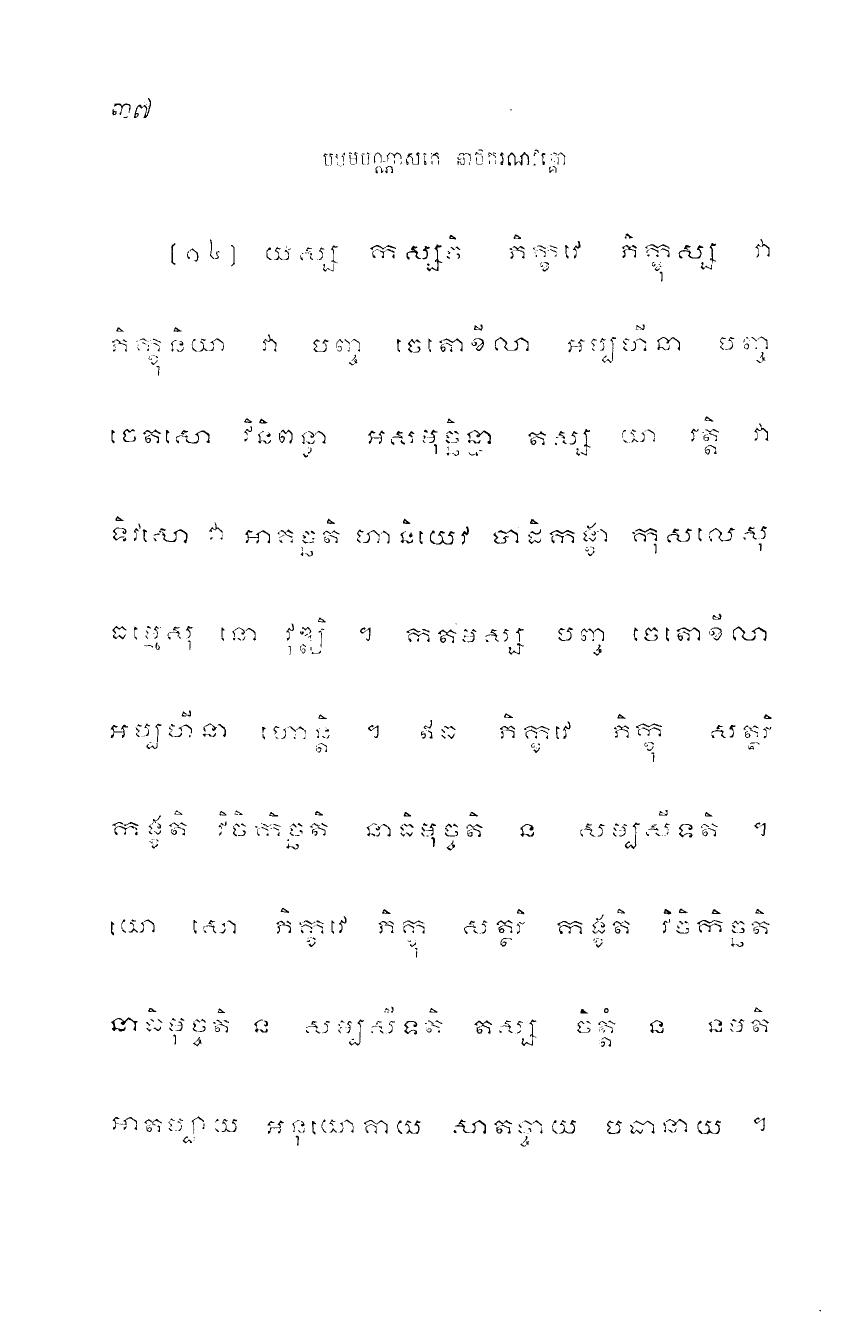 ៣៧
បឋមបណ្ណាសកេ នាថករណវគ្គោ
[១៤] យស្ស កស្សចិ ភិក្ខវេ ភិក្ខុស្ស វា
ភិក្ខុនិយា វា បញ្ច ចេតោខីលា អប្បហីនា បញ្ច
ចេតសោ វិនិពន្ធា អសមុច្ឆិន្នា តស្ស យា រត្តិ វា
ទិវសោ វា អាគច្ឆតិ ហានិយេវ បាដិកង្ខា កុសលេសុ
ធម្មេសុ នោ វុឌ្ឍិ ។ កតមស្ស បញ្ច ចេតោខីលា
អប្បហីនា ហោន្តិ ។ ឥធ ភិក្ខវេ ភិក្ខុ សត្ថរិ
កង្ខតិ វិចិកិច្ឆតិ នាធិមុច្ចតិ ន សម្បសីទតិ ។
យោ សោ ភិក្ខវេ ភិក្ខុ សត្ថរិ កង្ខតិ វិចិកិច្ឆតិ
នាធិមុច្ចតិ ន សម្បសីទតិ តស្ស ចិត្តំ ន នមតិ
អាតប្បាយ អនុយោគាយ សាតច្ចាយ បធានាយ ។